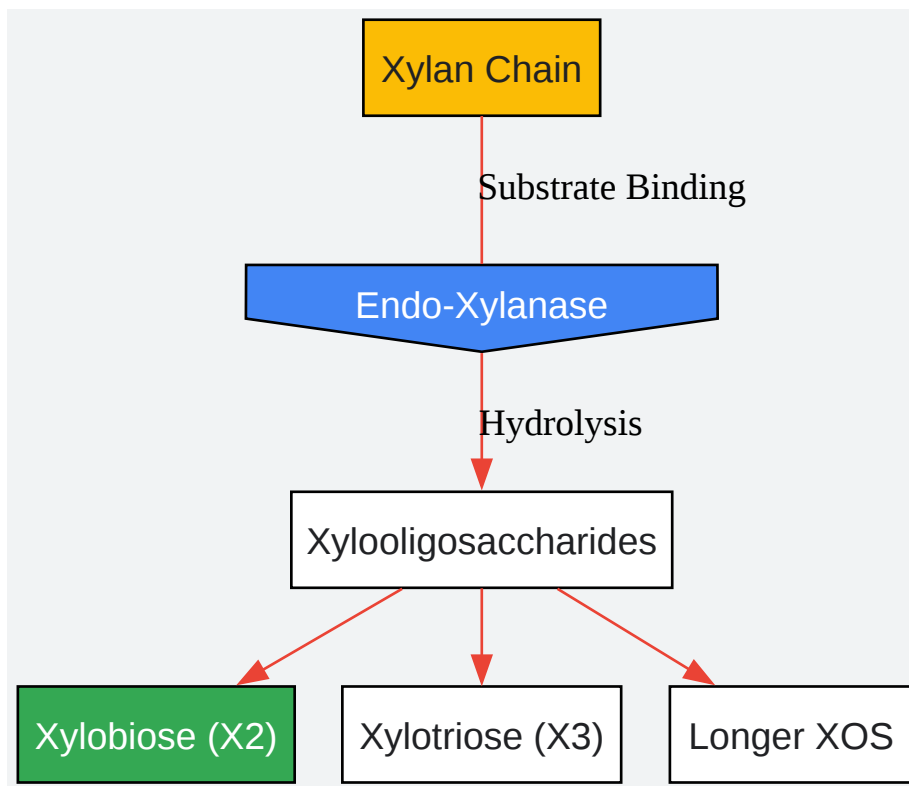 Xylan Chain
Substrate Binding
Endo-Xylanase
Hydrolysis
Xylooligosaccharides
Xylobiose (X2)
Xylotriose (X3)
Longer XOS